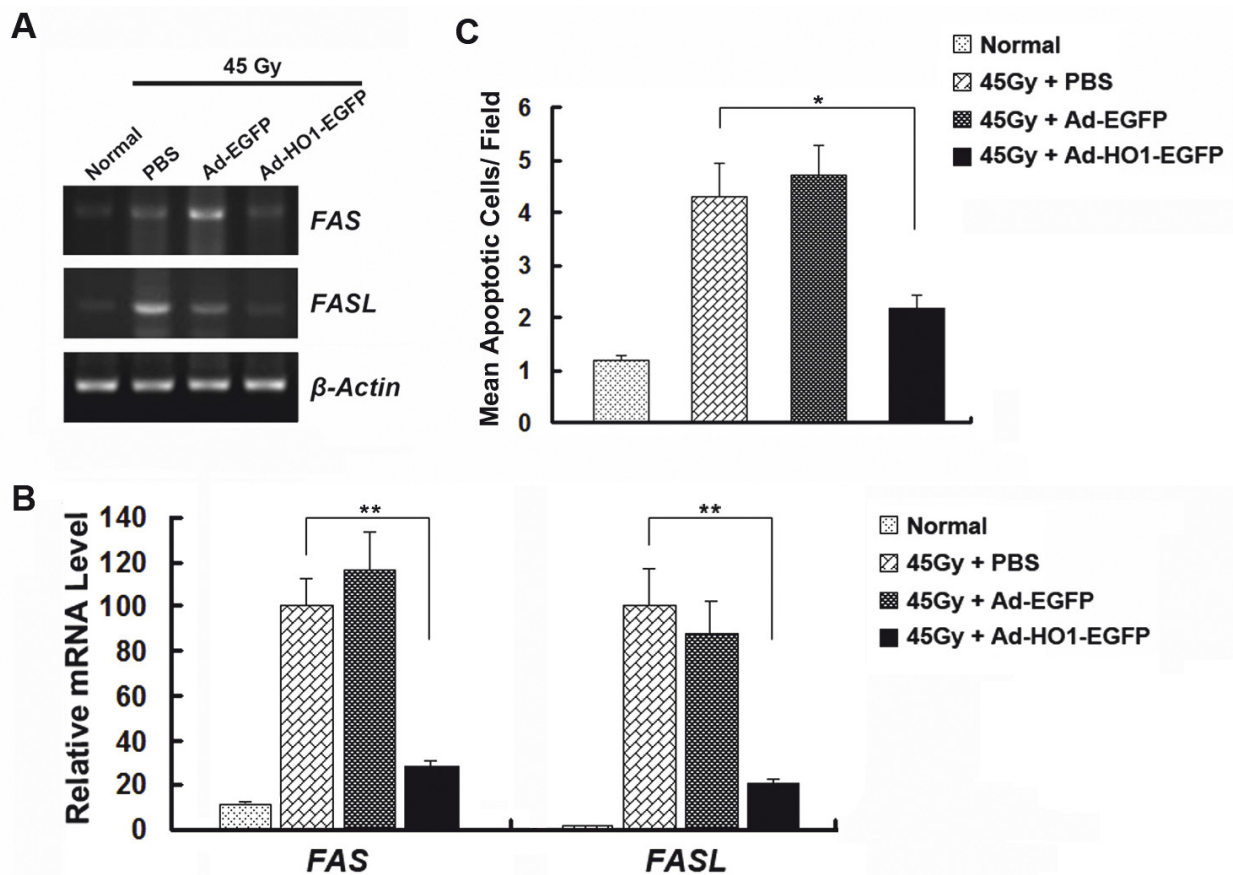 A
45 Gy
Normal
PBS
Ad-EGFP
Ad-HO1-EGFP
FAS
FASL
β-Actin
C
Mean Apoptotic Cells/ Field
6
5
4
3
2
1
0
*
Normal
45Gy + PBS
45Gy + Ad-EGFP
45Gy + Ad-HO1-EGFP
B
Relative mRNA Level
140
120
100
80
60
40
20
0
**
**
FAS
FASL
Normal
45Gy + PBS
45Gy + Ad-EGFP
45Gy + Ad-HO1-EGFP